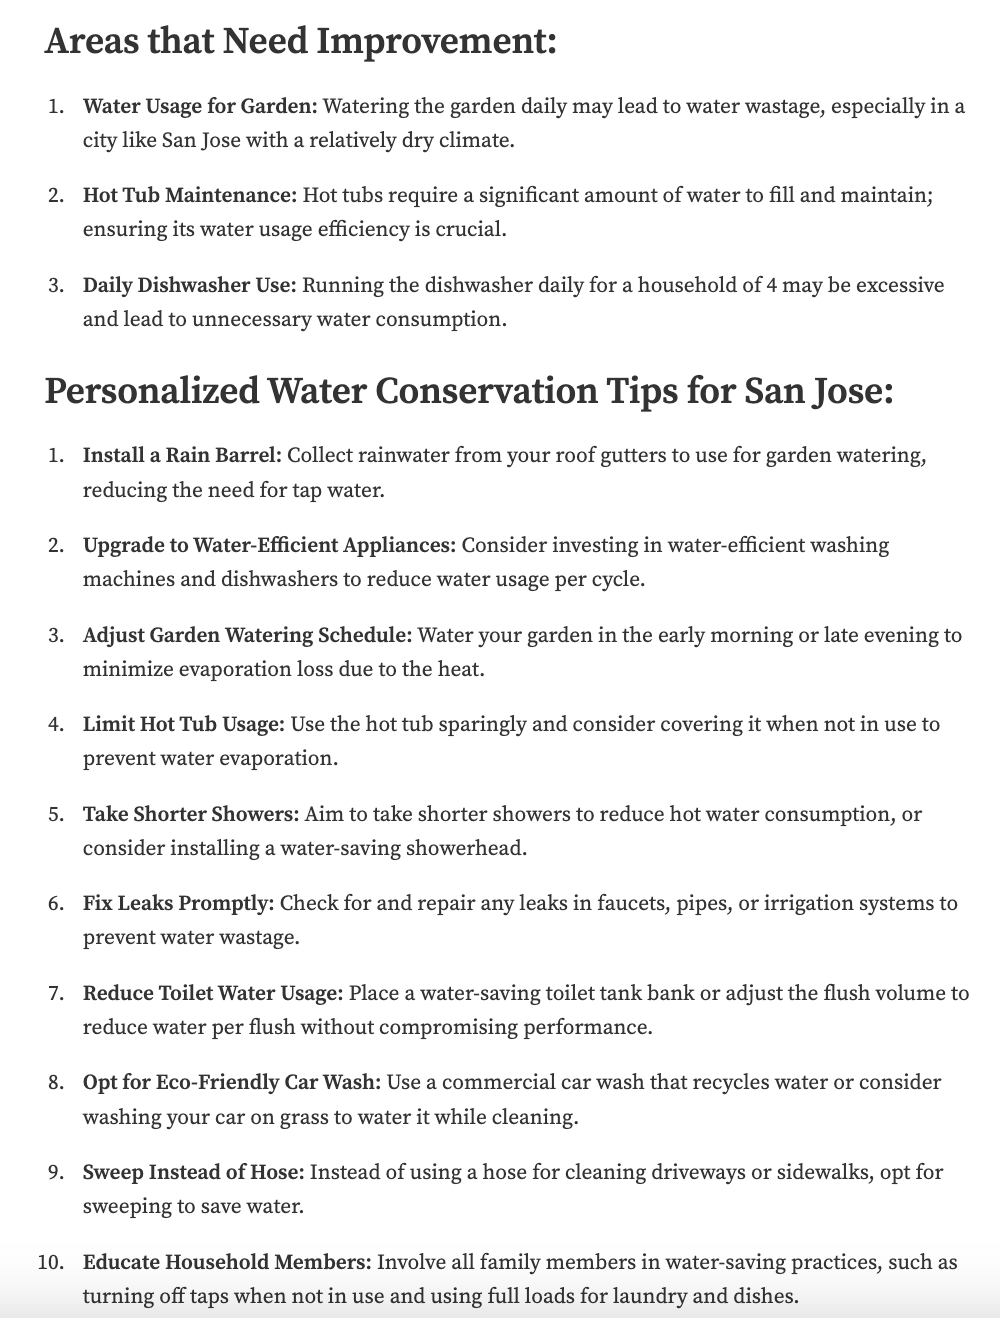 Areas that Need Improvement:
1. Water Usage for Garden: Watering the garden daily may lead to water wastage, especially in a
city like San Jose with a relatively dry climate.
2. Hot Tub Maintenance: Hot tubs require a significant amount of water to fill and maintain;
ensuring its water usage efficiency is crucial.
3. Daily Dishwasher Use: Running the dishwasher daily for a household of 4 may be excessive
and lead to unnecessary water consumption.
Personalized Water Conservation Tips for San Jose:
1. Install a Rain Barrel: Collect rainwater from your roof gutters to use for garden watering,
reducing the need for tap water.
2. Upgrade to Water-Efficient Appliances: Consider investing in water-efficient washing
machines and dishwashers to reduce water usage per cycle.
3. Adjust Garden Watering Schedule: Water your garden in the early morning or late evening to
minimize evaporation loss due to the heat.
4. Limit Hot Tub Usage: Use the hot tub sparingly and consider covering it when not in use to
prevent water evaporation.
5. Take Shorter Showers: Aim to take shorter showers to reduce hot water consumption, or
consider installing a water-saving showerhead.
6. Fix Leaks Promptly: Check for and repair any leaks in faucets, pipes, or irrigation systems to
prevent water wastage.
7. Reduce Toilet Water Usage: Place a water-saving toilet tank bank or adjust the flush volume to
reduce water per flush without compromising performance.
8. Opt for Eco-Friendly Car Wash: Use a commercial car wash that recycles water or consider
washing your car on grass to water it while cleaning.
9. Sweep Instead of Hose: Instead of using a hose for cleaning driveways or sidewalks, opt for
sweeping to save water.
10. Educate Household Members: Involve all family members in water-saving practices, such as
turning off taps when not in use and using full loads for laundry and dishes.